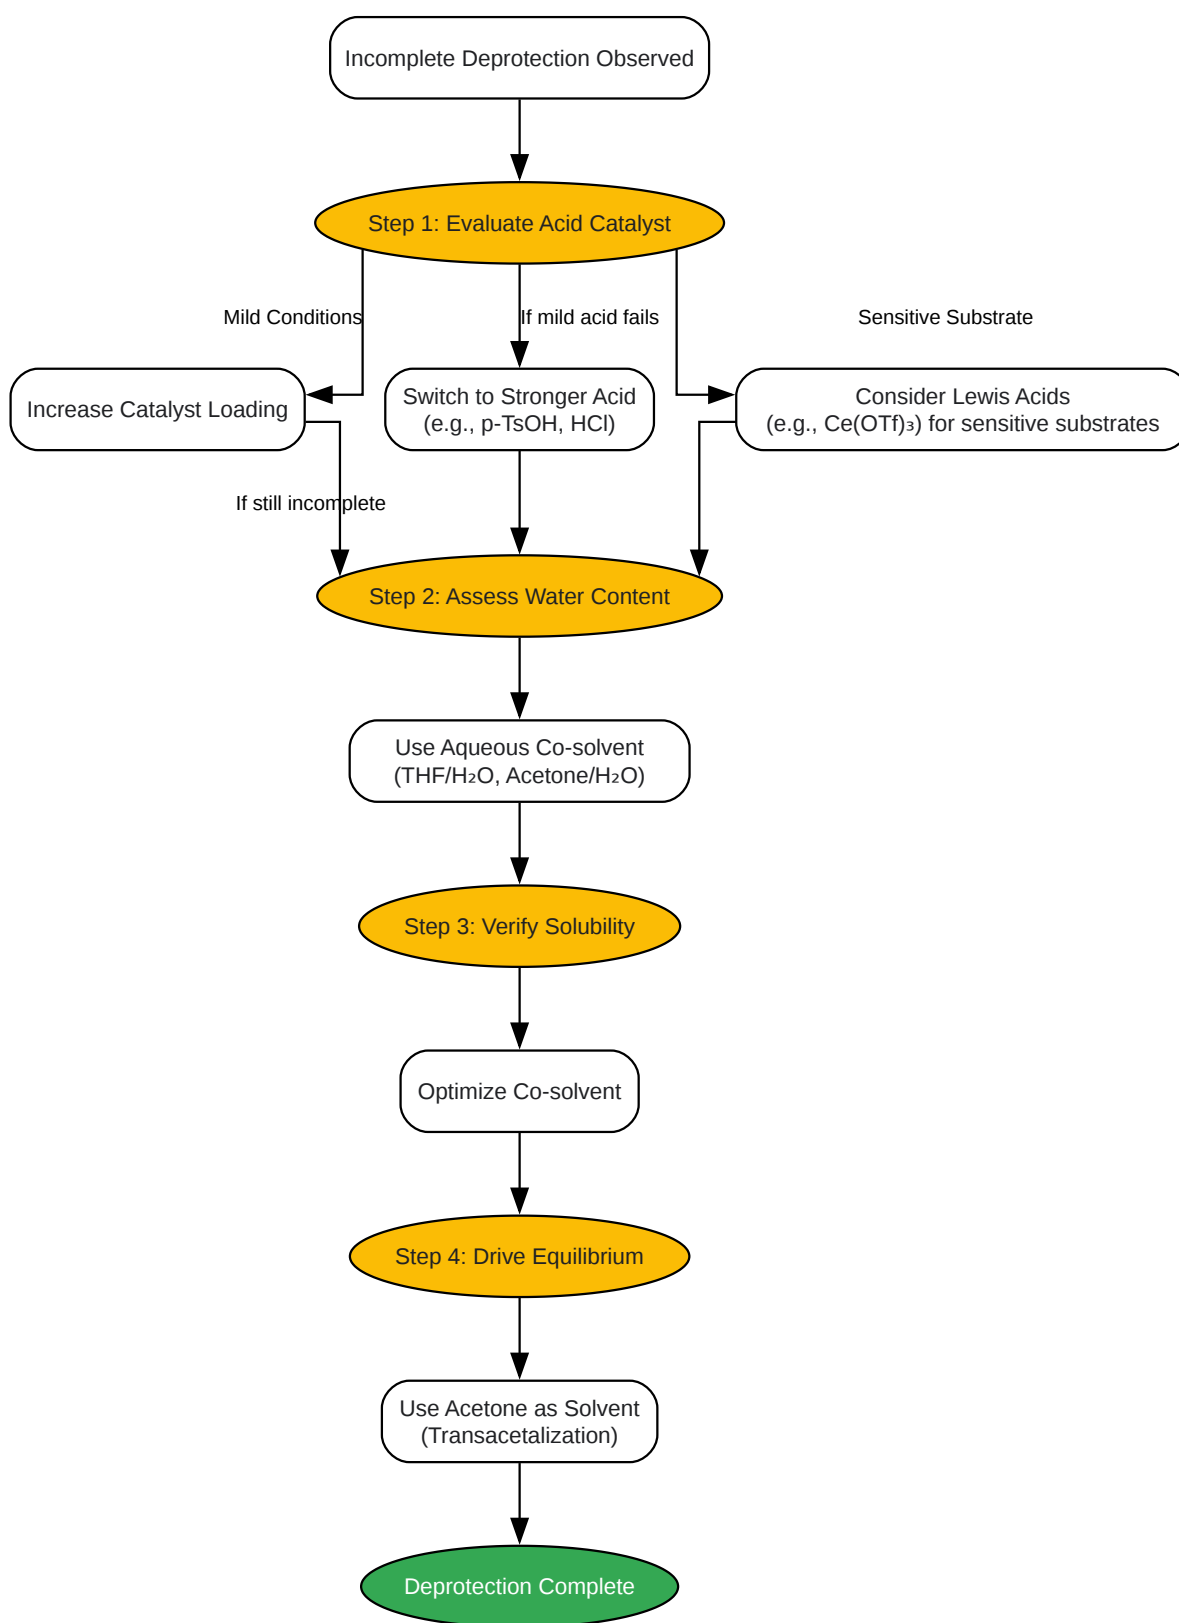 Incomplete Deprotection Observed
Step 1: Evaluate Acid Catalyst
Mild Conditions
If mild acid fails
Sensitive Substrate
Increase Catalyst Loading
Switch to Stronger Acid
(e.g., p-TsOH, HCl)
Consider Lewis Acids
(e.g., Ce(OTf)₃) for sensitive substrates
If still incomplete
Step 2: Assess Water Content
Use Aqueous Co-solvent
(THF/H₂O, Acetone/H₂O)
Step 3: Verify Solubility
Optimize Co-solvent
Step 4: Drive Equilibrium
Use Acetone as Solvent
(Transacetalization)
Deprotection Complete